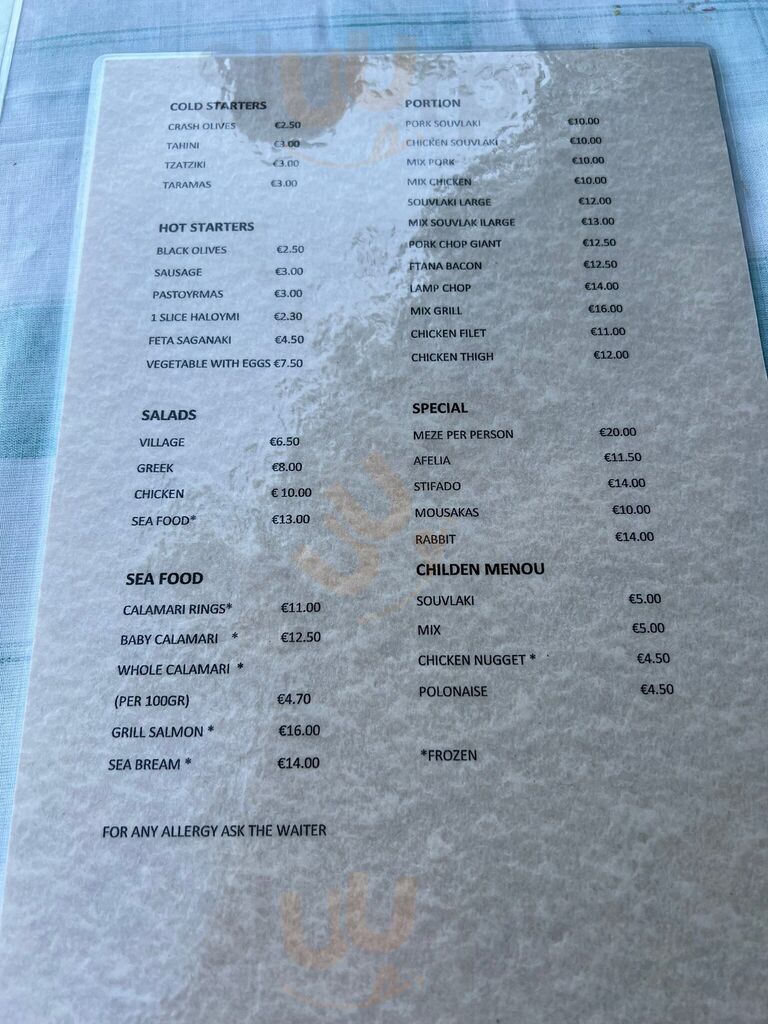 COLD STARTERS
CRASH OLIVES €2.50
TAHINI €3.00
TZATZIKI €3.00
TARAMAS €3.00
HOT STARTERS
BLACK OLIVES €2.50
SAUSAGE €3.00
PASTOYRMAS €3.00
1 SLICE HALOYMI €2.30
FETA SAGANAKI €4.50
VEGETABLE WITH EGGS €7.50
SALADS
VILLAGE €6.50
GREEK €8.00
CHICKEN € 10.00
SEA FOOD* €13.00
SEA FOOD
CALAMARI RINGS* €11.00
BABY CALAMARI * €12.50
WHOLE CALAMARI *
(PER 100GR) €4.70
GRILL SALMON * €16.00
SEA BREAM * €14.00
FOR ANY ALLERGY ASK THE WAITER
PORTION
PORK SOUVLAKI €10.00
CHICKEN SOUVLAKI €10.00
MIX PORK €10.00
MIX CHICKEN €10.00
SOUVLAKI LARGE €12.00
MIX SOUVLAK ILARGE €13.00
PORK CHOP GIANT €12.50
FTANA BACON €12.50
LAMP CHOP €14.00
MIX GRILL €16.00
CHICKEN FILET €11.00
CHICKEN THIGH €12.00
SPECIAL
MEZE PER PERSON €20.00
AFELIA €11.50
STIFADO €14.00
MOUSAKAS €10.00
RABBIT €14.00
CHILDEN MENOU
SOUVLAKI €5.00
MIX €5.00
CHICKEN NUGGET * €4.50
POLONAISE €4.50
*FROZEN